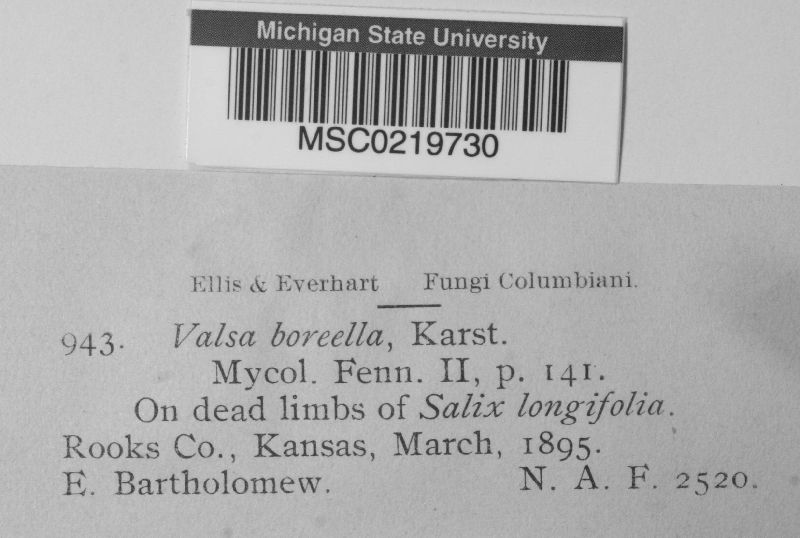 Michigan State University
MSC0219730
Ellis & Everhart Fungi Columbiani.
943. Valsa boreella, Karst.
Mycol. Fenn. II, p. 141.
On dead limbs of Salix longifolia.
Rooks Co., Kansas, March, 1895.
E. Bartholomew. N. A. F. 2520.